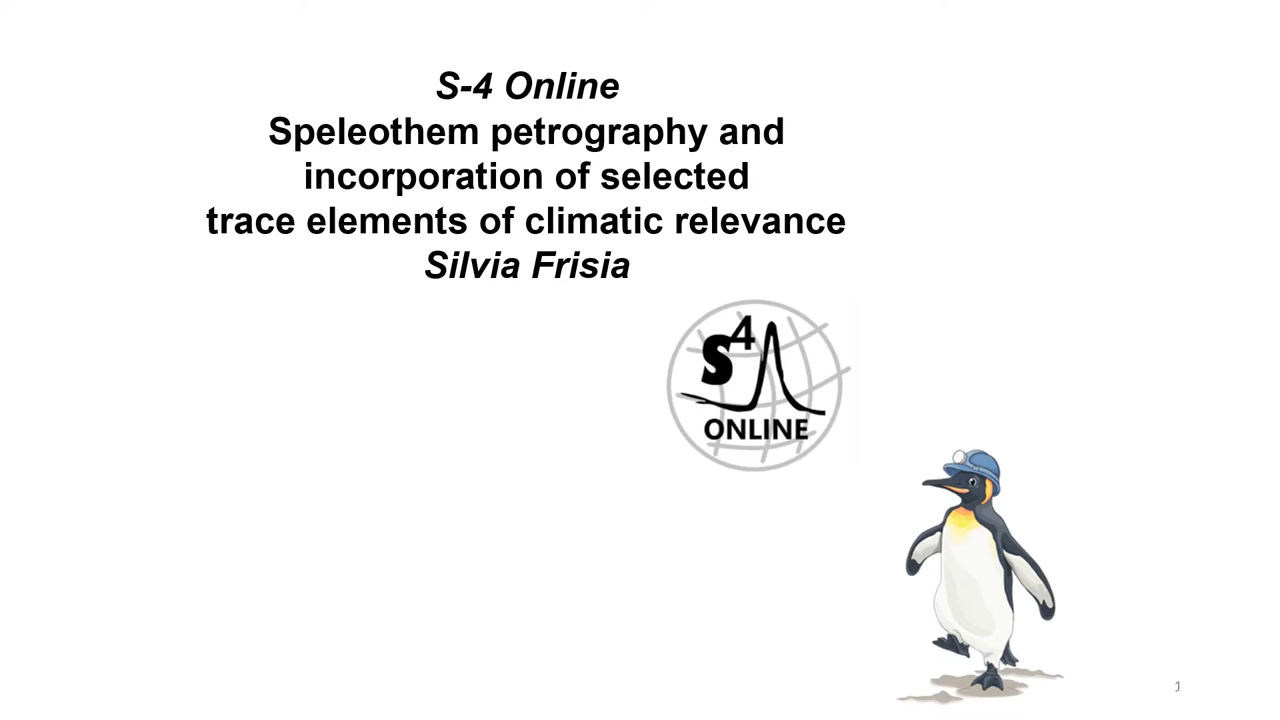 S-4 Online
Speleothem petrography and
incorporation of selected
trace elements of climatic relevance
Silvia Frisia
S4
ONLINE
1